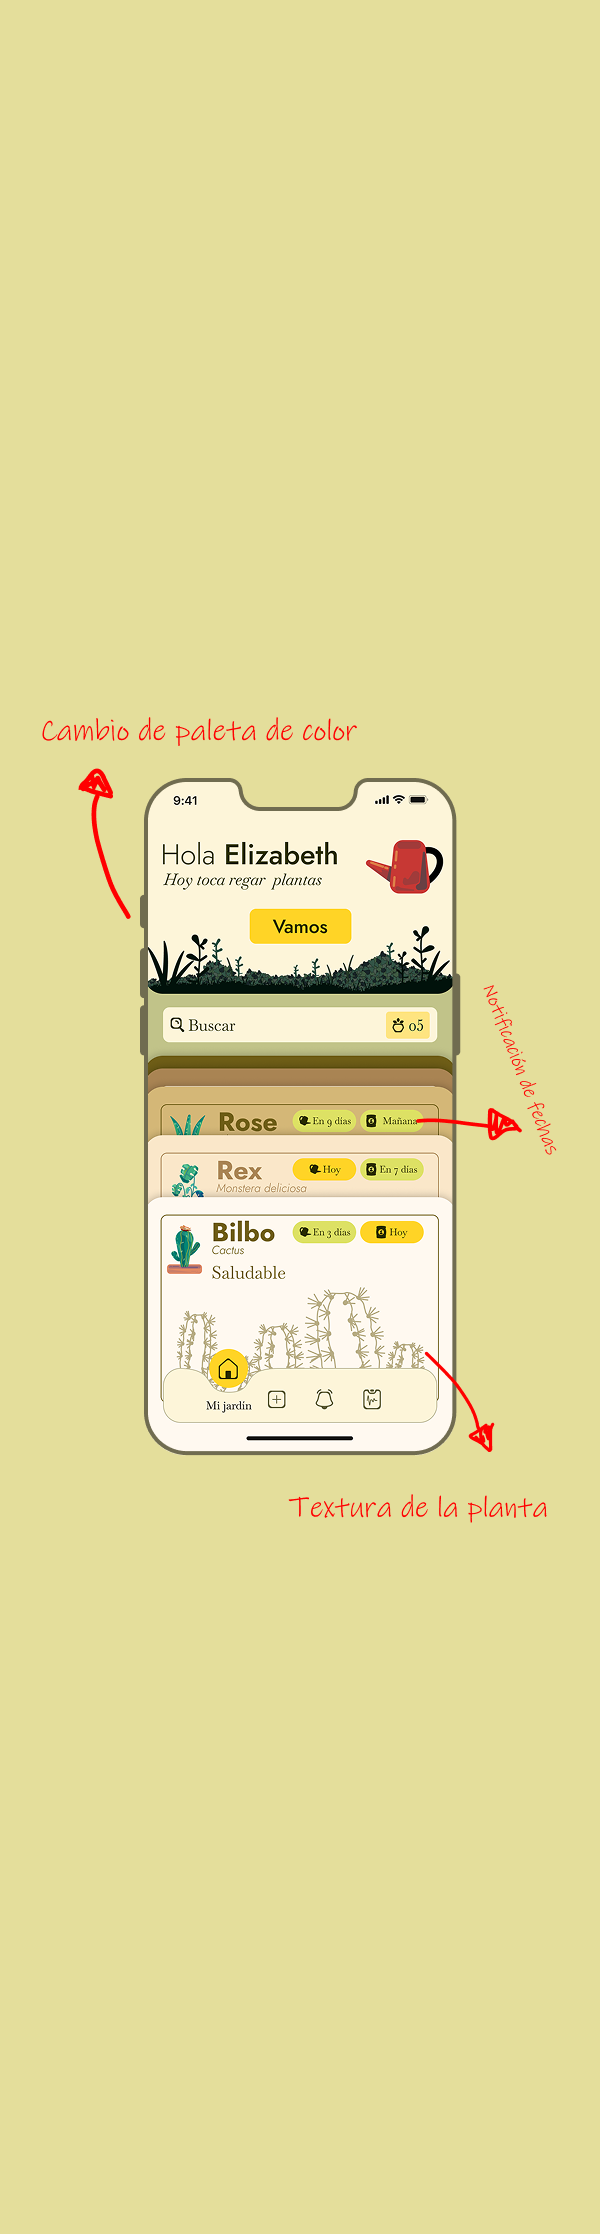 Cambio de paleta de color
9:41
Hola Elizabeth
Hoy toca regar plantas
Vamos
Buscar
05
Notificación de fechas
Rose
En 9 días
Mañana
Rex
Hoy
En 7 días
Monstera deliciosa
Bilbo
En 3 días
Hoy
Cactus
Saludable
Mi jardín
Textura de la planta